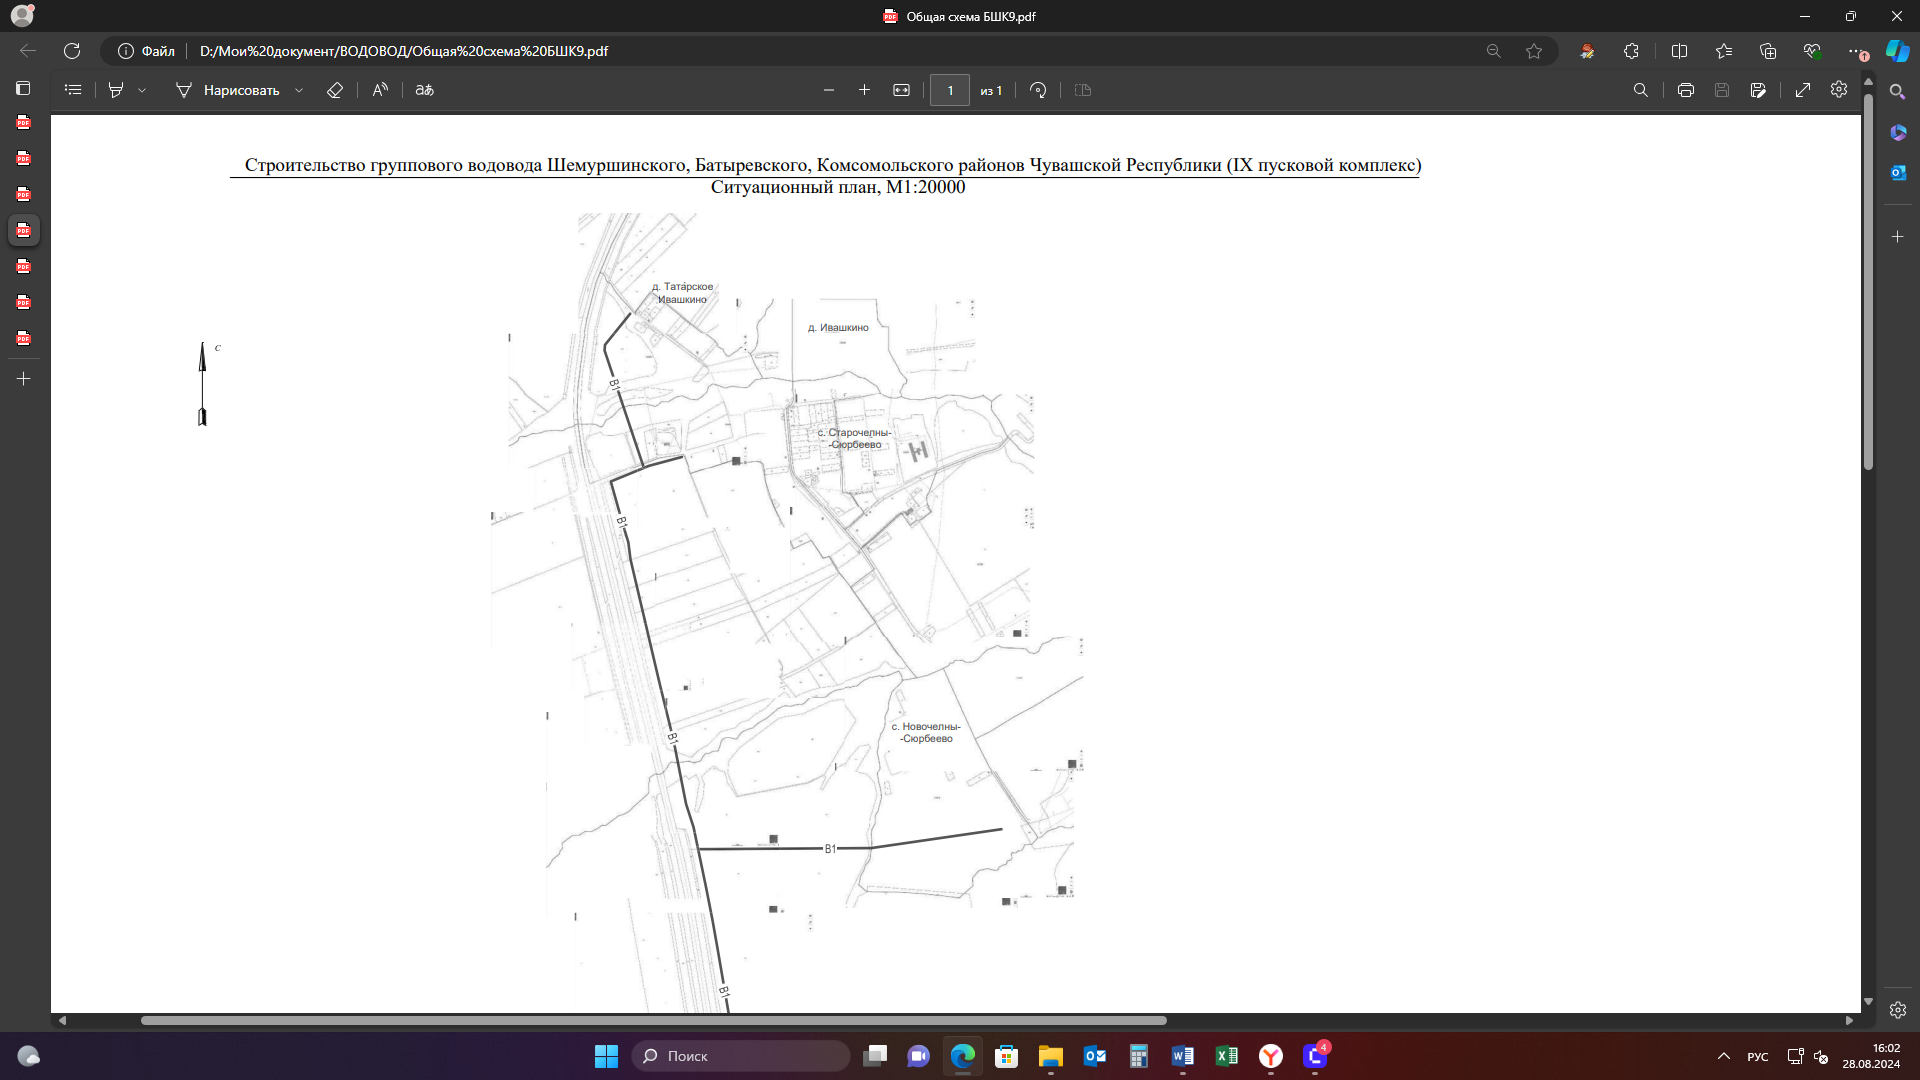 Общая схема БШК9.pdf
Файл
D:/Мои%20документ/ВОДОВОД/Общая%20схема%20БШК9.pdf
1
Нарисовать
1
из 1
Строительство группового водовода Шемуршинского, Батыревского, Комсомольского районов Чувашской Республики (IX пусковой комплекс)
Ситуационный план, М1:20000
С
д. Татарское
Ивашкино
д. Ивашкино
В1
с. Старочелны-
-Сюрбеево
В1
с. Новочелны-
-Сюрбеево
В1
В1
В1
Поиск
4
РУС
16:02
28.08.2024